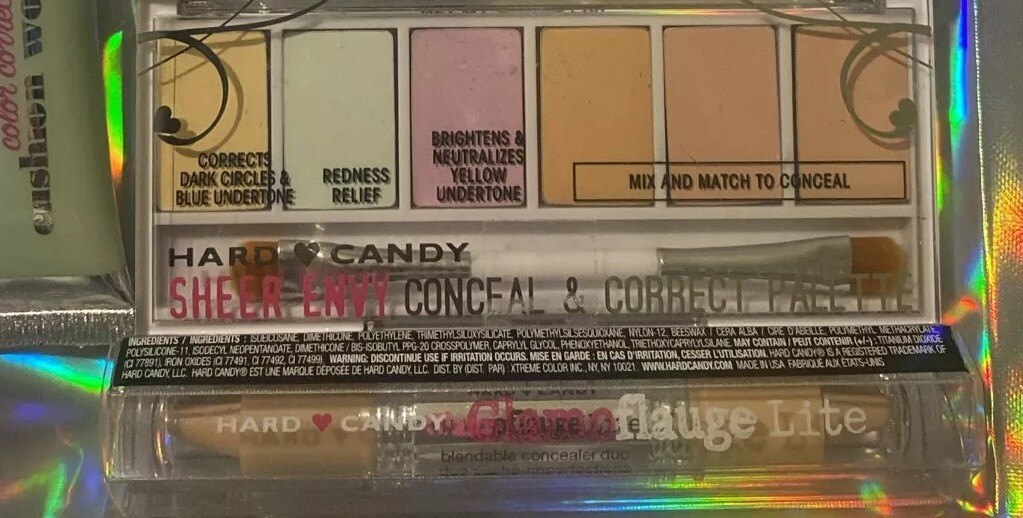 color corre
cushion wo
CORRECTS
DARK CIRCLES &
BLUE UNDERTONE
REDNESS
RELIEF
BRIGHTENS &
NEUTRALIZES
YELLOW
UNDERTONE
MIX AND MATCH TO CONCEAL
HARD CANDY
SHEER ENVY CONCEAL & CORRECT PALETTE
INGREDIENTS / INGRÉDIENTS : ISOEICOSANE, DIMETHICONE, POLYETHYLENE, TRIMETHYLSILOXYSILICATE, POLYMETHYLSILSESQUIOXANE, NYLON-12, BEESWAX / CERA ALBA / CIRE D'ABEILLE, POLYMETHYL METHACRYLATE,
POLYSILICONE-11, ISODECYL NEOPENTANOATE, DIMETHICONE / BIS-ISOBUTYL PPG-20 CROSSPOLYMER, CAPRYLYL GLYCOL, PHENOXYETHANOL, TRIETHOXYCAPRYLYLSILANE. MAY CONTAIN / PEUT CONTENIR (+/-) : TITANIUM DIOXIDE
(CI 77891), IRON OXIDES (CI 77491, CI 77492, CI 77499). WARNING: DISCONTINUE USE IF IRRITATION OCCURS. MISE EN GARDE : EN CAS D'IRRITATION, CESSER L'UTILISATION. HARD CANDY® IS A REGISTERED TRADEMARK OF
HARD CANDY, LLC. HARD CANDY® EST UNE MARQUE DÉPOSÉE DE HARD CANDY, LLC. DIST. BY (DIST. PAR) : XTREME COLOR INC., NY, NY 10021. WWW.HARDCANDY.COM MADE IN USA FABRIQUÉ AUX ÉTATS-UNIS
HARD CANDY Glamoflauge Lite
blendable concealer duo